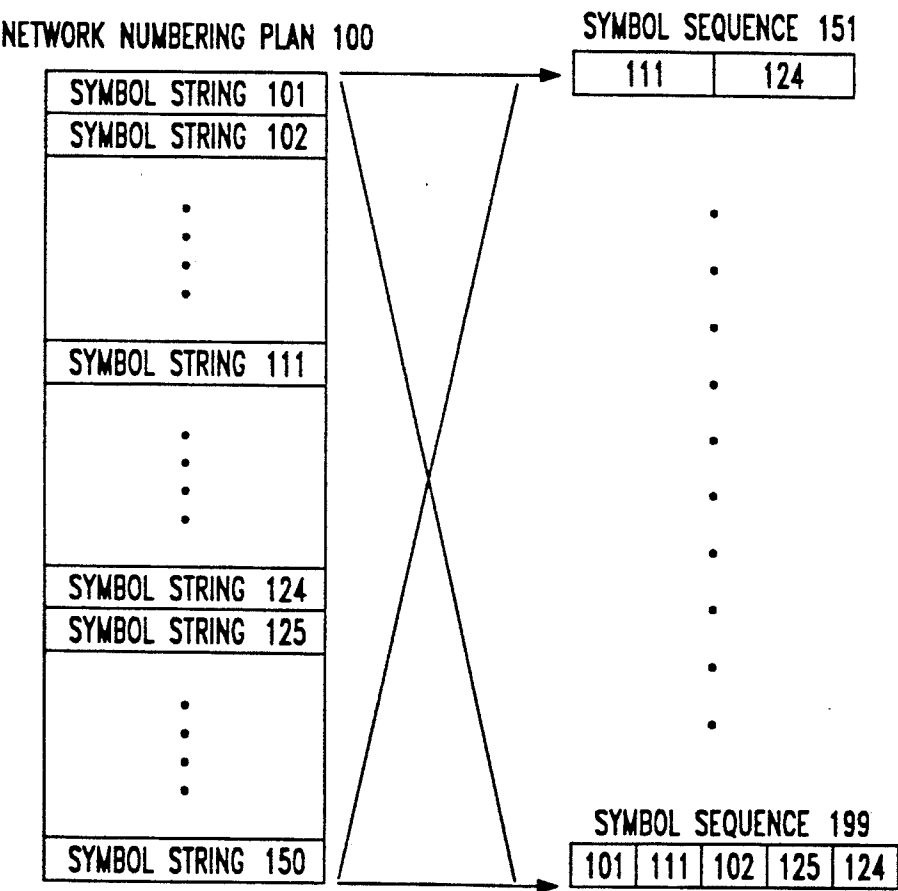 NETWORK NUMBERING PLAN 100
SYMBOL STRING 101
SYMBOL STRING 102
SYMBOL STRING 111
SYMBOL STRING 124
SYMBOL STRING 125
SYMBOL STRING 150
SYMBOL SEQUENCE 151
111 124
SYMBOL SEQUENCE 199
101 111 102 125 124